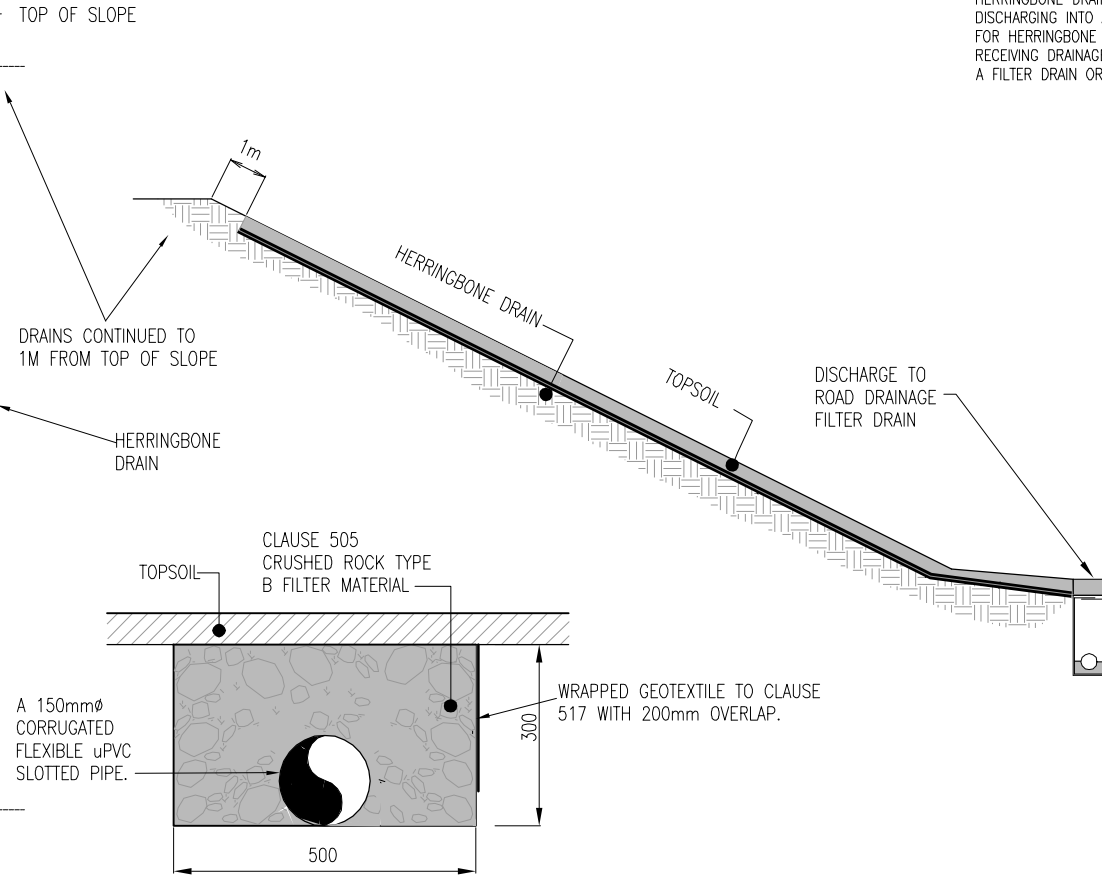 TOP OF SLOPE
HERRINGBONE
DISCHARGING INTO
FOR HERRINGBONE
RECEIVING
A FILTER DRAIN OR
1m
HERRINGBONE DRAIN
DRAINS CONTINUED TO
1M FROM TOP OF SLOPE
TOPSOIL
DISCHARGE TO
ROAD DRAINAGE
FILTER DRAIN
HERRINGBONE
DRAIN
CLAUSE 505
CRUSHED ROCK TYPE
B FILTER MATERIAL
TOPSOIL
A 150mmø
CORRUGATED
FLEXIBLE uPVC
SLOTTED PIPE.
WRAPPED GEOTEXTILE TO CLAUSE
517 WITH 200mm OVERLAP.
300
500